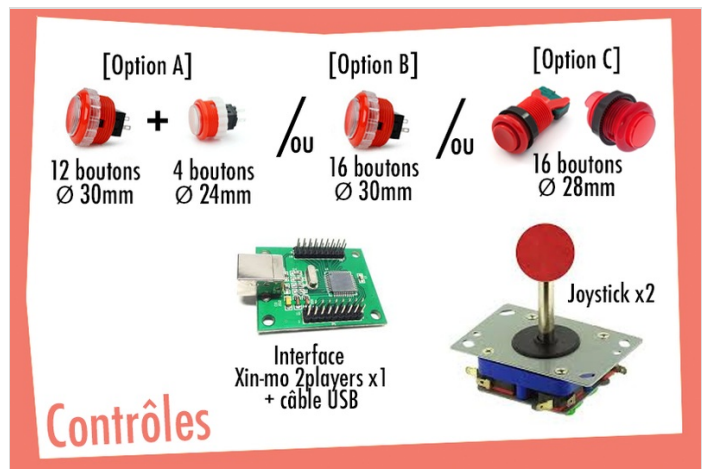 [Option A]
[Option B]
[Option C]
+
/ou
/ou
12 boutons
Ø 30mm
4 boutons
Ø 24mm
16 boutons
Ø 30mm
16 boutons
Ø 28mm
Joystick x2
Interface
Xin-mo 2players x1
+ câble USB
Contrôles